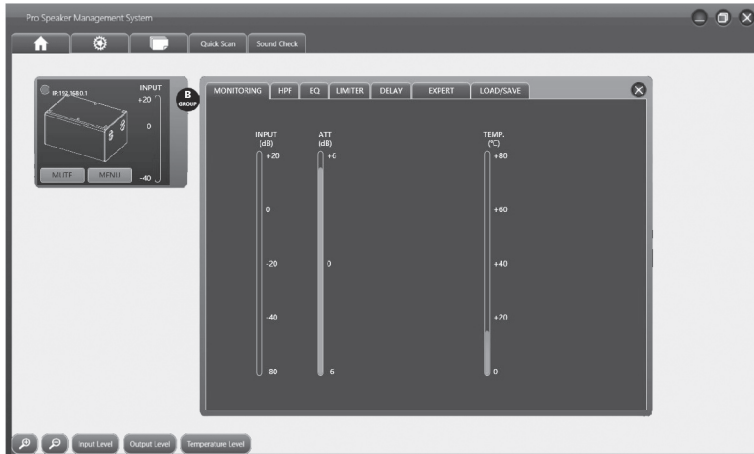 Pro Speaker Management System
Quick Scan Sound Check
IP.192.168.0.1
INPUT
+20
0
-40
MUTE MENU
B
GROUP
MONITORING HPF EQ LIMITER DELAY EXPERT LOAD/SAVE
INPUT
(dB)
+20
0
-20
-40
80
ATT
(dB)
+6
0
6
TEMP.
(°C)
+80
+60
+40
+20
0
Input Level Output Level Temperature Level